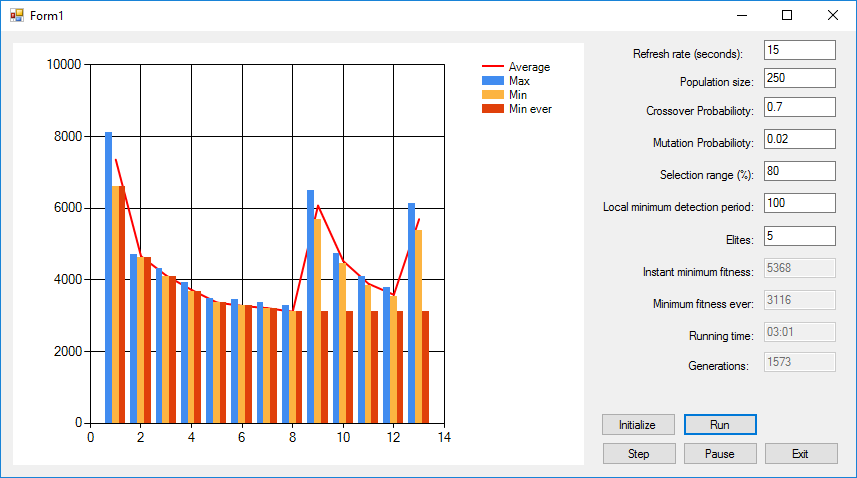 Form1
10000
8000
6000
4000
2000
0
0 2 4 6 8 10 12 14
Average
Max
Min
Min ever
Refresh rate (seconds): 15
Population size: 250
Crossover Probabilioty: 0.7
Mutation Probabilioty: 0.02
Selection range (%): 80
Local minimum detection period: 100
Elites: 5
Instant minimum fitness: 5368
Minimum fitness ever: 3116
Running time: 03:01
Generations: 1573
Initialize Run
Step Pause Exit